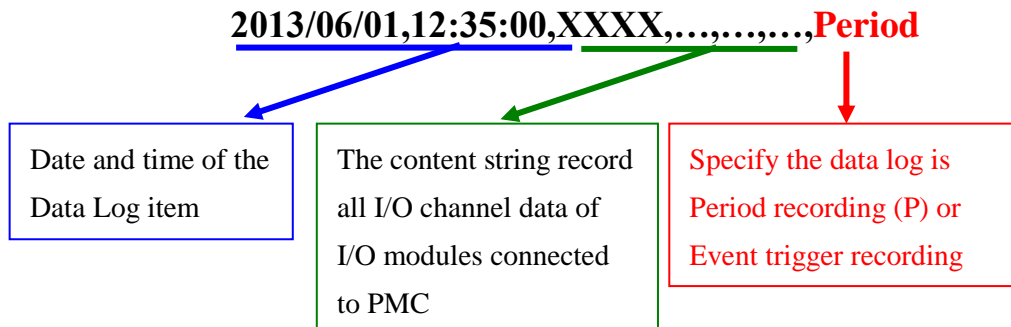 2013/06/01,12:35:00,XXXX,…,…,…,Period
Date and time of the
Data Log item
The content string record
all I/O channel data of
I/O modules connected
to PMC
Specify the data log is
Period recording (P) or
Event trigger recording